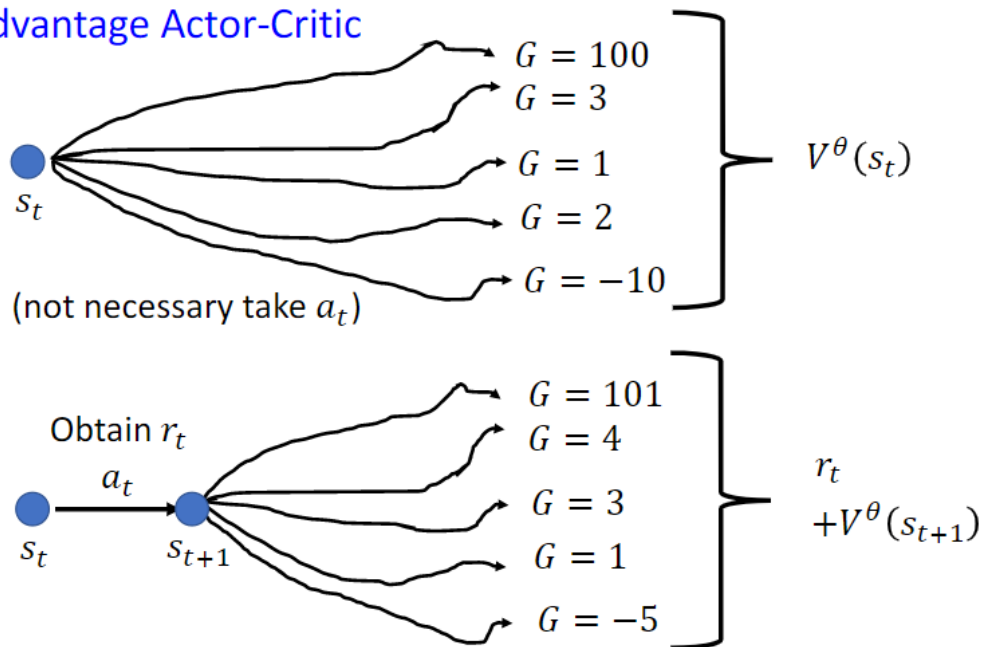 dvantage Actor-Critic
G = 100
G = 3
G = 1
G = 2
G = −10
V^θ(s_t)
s_t
(not necessary take a_t)
Obtain r_t
a_t
s_t
s_{t+1}
G = 101
G = 4
G = 3
G = 1
G = −5
r_t
+V^θ(s_{t+1})